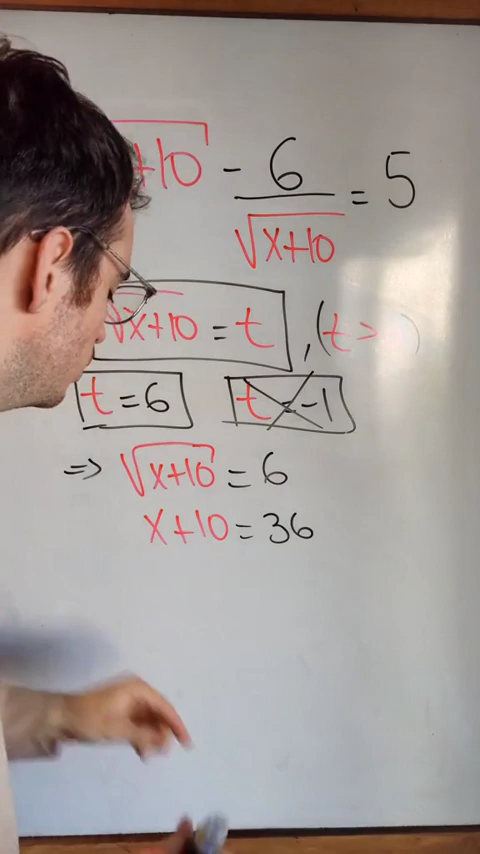 +10 - 6/√x+10 = 5
√x+10 = t, (t > )
t = 6 t = -1
=> √x+10 = 6
x+10 = 36